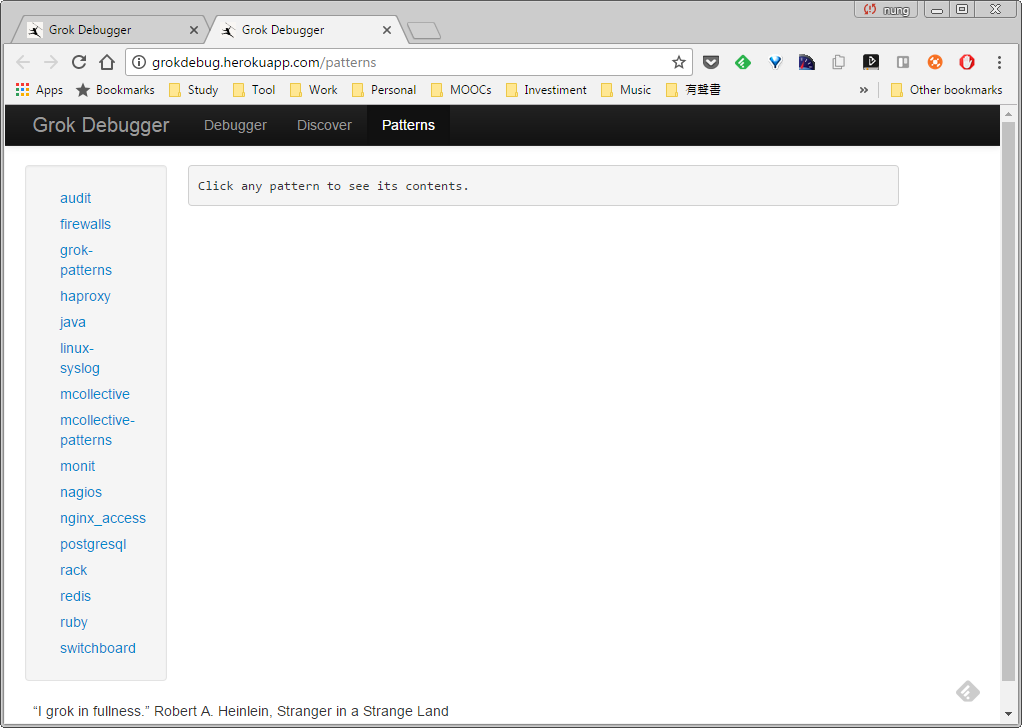 nung
Grok Debugger
Grok Debugger
grokdebug.herokuapp.com/patterns
Apps Bookmarks Study Tool Work Personal MOOCs Investiment Music 有聲書 » Other bookmarks
Grok Debugger Debugger Discover Patterns
Click any pattern to see its contents.
audit
firewalls
grok-
patterns
haproxy
java
linux-
syslog
mcollective
mcollective-
patterns
monit
nagios
nginx_access
postgresql
rack
redis
ruby
switchboard
“I grok in fullness.” Robert A. Heinlein, Stranger in a Strange Land